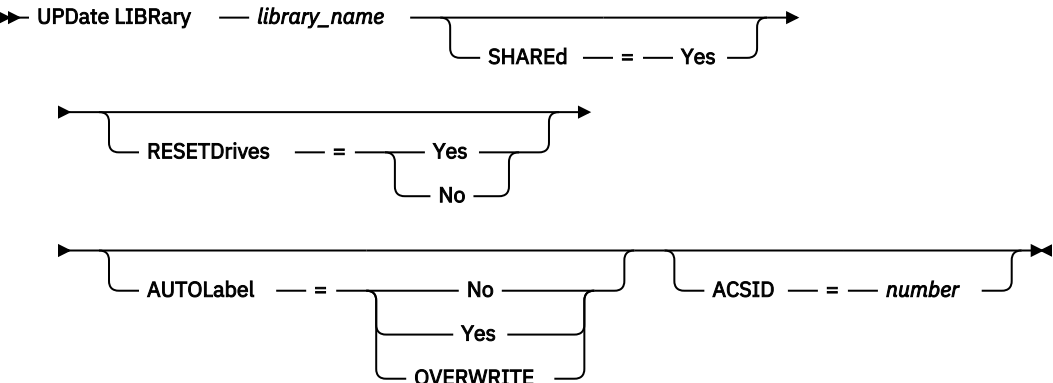 UPDate LIBRary library_name
SHAREd = Yes
RESETDrives = Yes
No
AUTOLabel = No ACSID = number
Yes
OVERWRITE